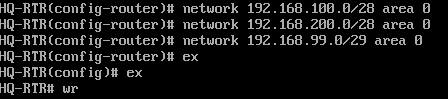 HQ-RTR(config-router)# network 192.168.100.0/28 area 0
HQ-RTR(config-router)# network 192.168.200.0/28 area 0
HQ-RTR(config-router)# network 192.168.99.0/29 area 0
HQ-RTR(config-router)# ex
HQ-RTR(config)# ex
HQ-RTR# wr